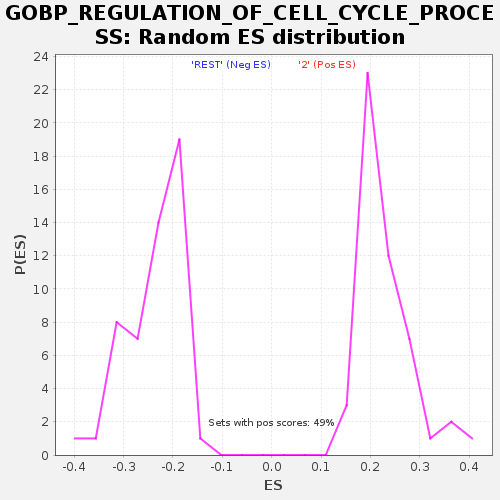 GOBP_REGULATION_OF_CELL_CYCLE_PROCE
SS: Random ES distribution
'REST' (Neg ES) '2' (Pos ES)
24
22
20
18
16
14
12
10
8
6
4
2
0
P(ES)
Sets with pos scores: 49%
-0.4 -0.3 -0.2 -0.1 0.0 0.1 0.2 0.3 0.4
ES